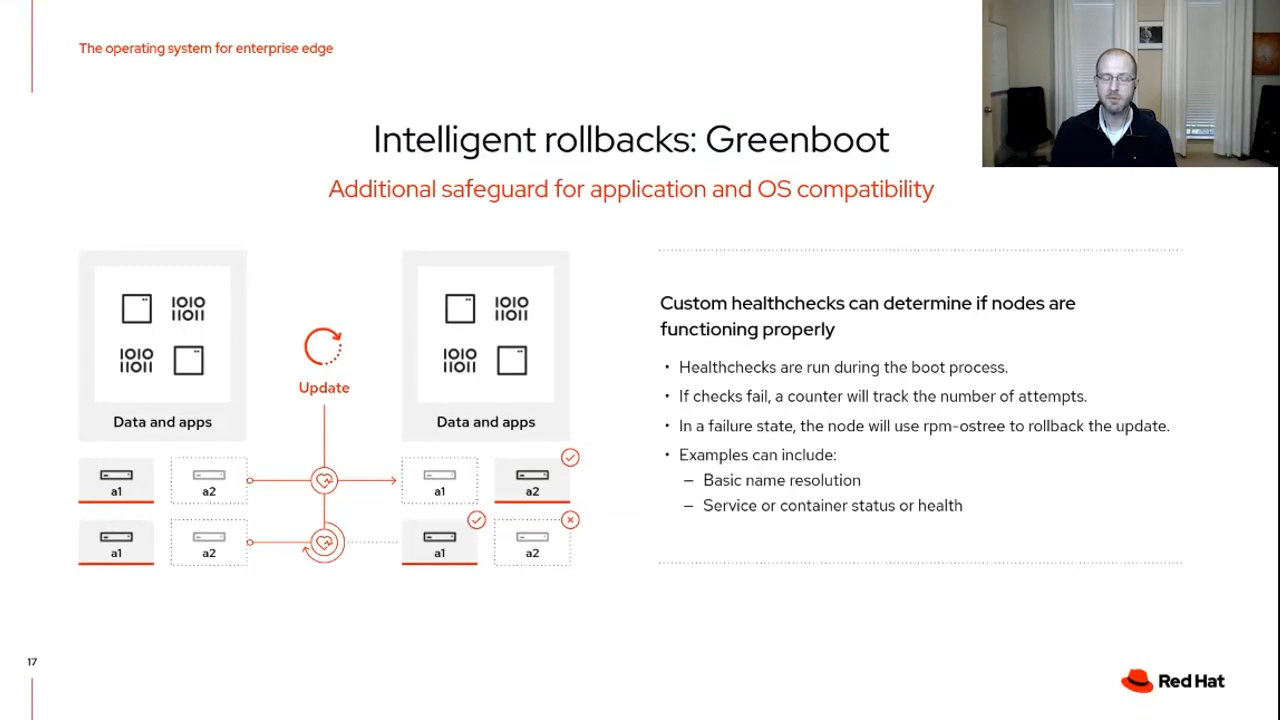 The operating system for enterprise edge
Intelligent rollbacks: Greenboot
Additional safeguard for application and OS compatibility
1010
11011
1010
11011
Data and apps
Update
1010
11011
1010
11011
Data and apps
a1
a2
a1
a2
a1
a2
a1
a2
Custom healthchecks can determine if nodes are
functioning properly
• Healthchecks are run during the boot process.
• If checks fail, a counter will track the number of attempts.
• In a failure state, the node will use rpm-ostree to rollback the update.
• Examples can include:
– Basic name resolution
– Service or container status or health
17
Red Hat